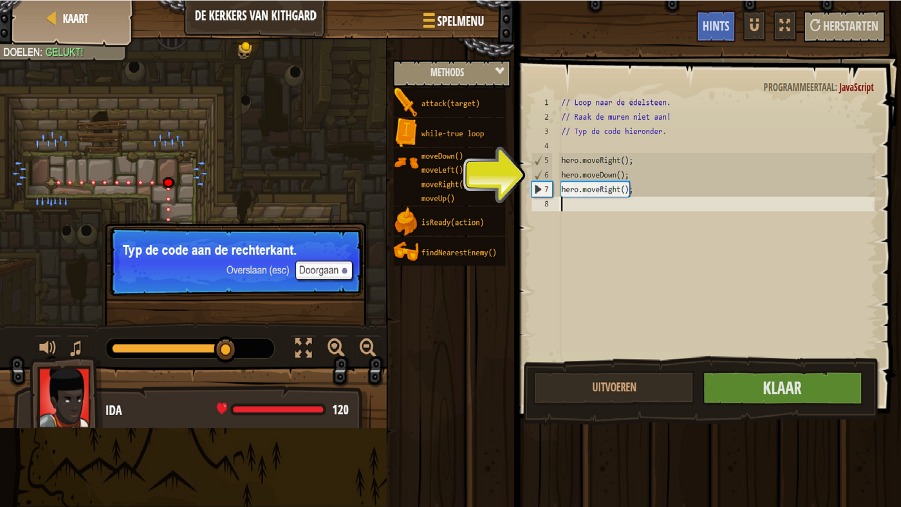 KAART
DE KERKERS VAN KITHGARD
SPELMENU
HINTS
HERSTARTEN
DOELEN: GELUKT!
METHODS
attack(target)
while-true loop
moveDown()
moveLeft()
moveRight()
moveUp()
isReady(action)
findNearestEnemy()
PROGRAMMEERTAAL: JavaScript
1 // Loop naar de edelsteen.
2 // Raak de muren niet aan!
3 // Typ de code hieronder.
4
5 hero.moveRight();
6 hero.moveDown();
7 hero.moveRight();
8
Typ de code aan de rechterkant.
Overslaan (esc) Doorgaan
IDA
120
UITVOEREN
KLAAR